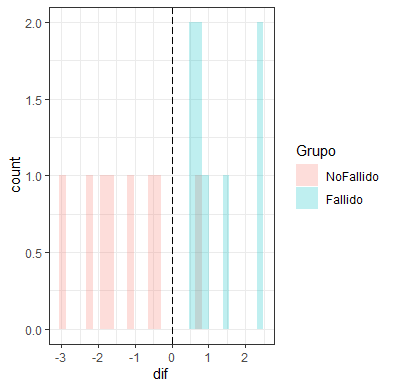 2.0
1.5
1.0
0.5
0.0
count
-3 -2 -1 0 1 2
dif
Grupo
NoFallido
Fallido